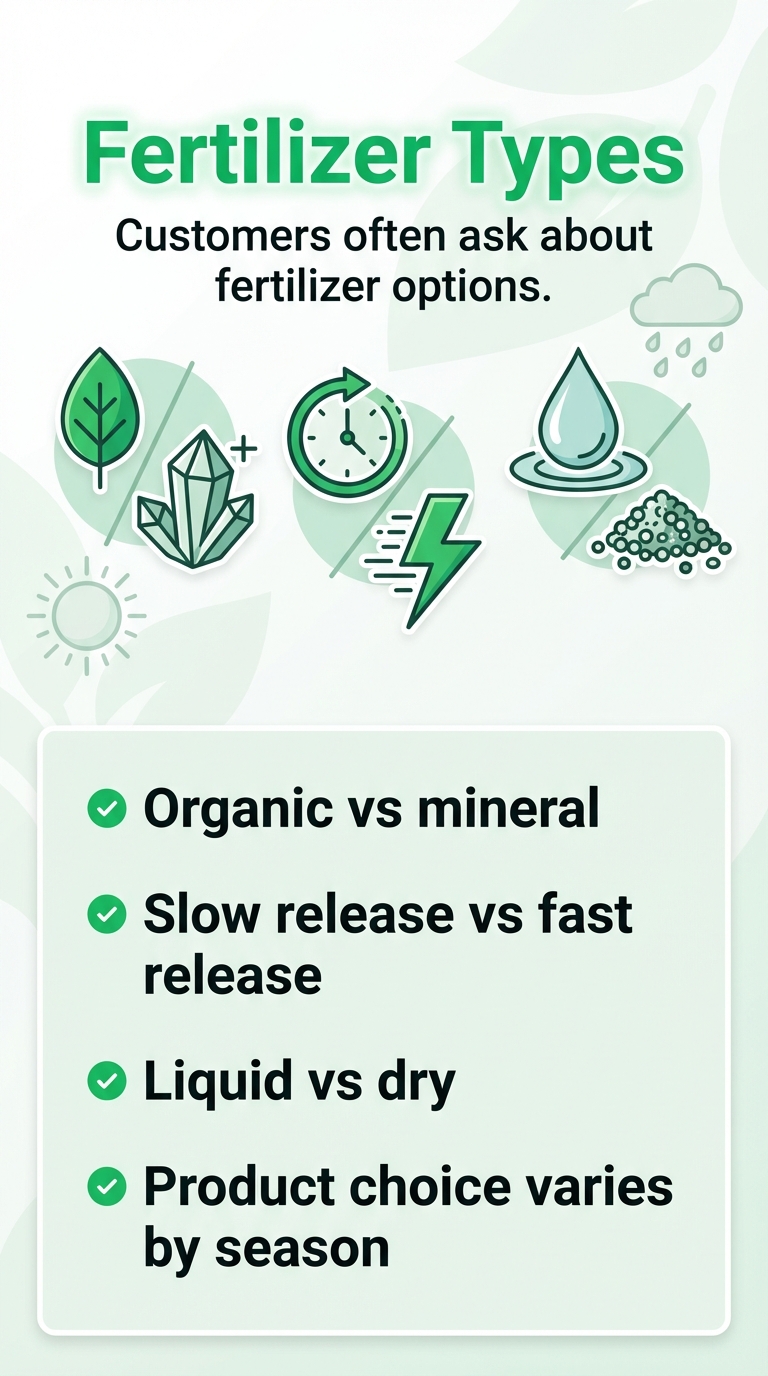 Fertilizer Types
Customers often ask about
fertilizer options.
Organic vs mineral
Slow release vs fast
release
Liquid vs dry
Product choice varies
by season